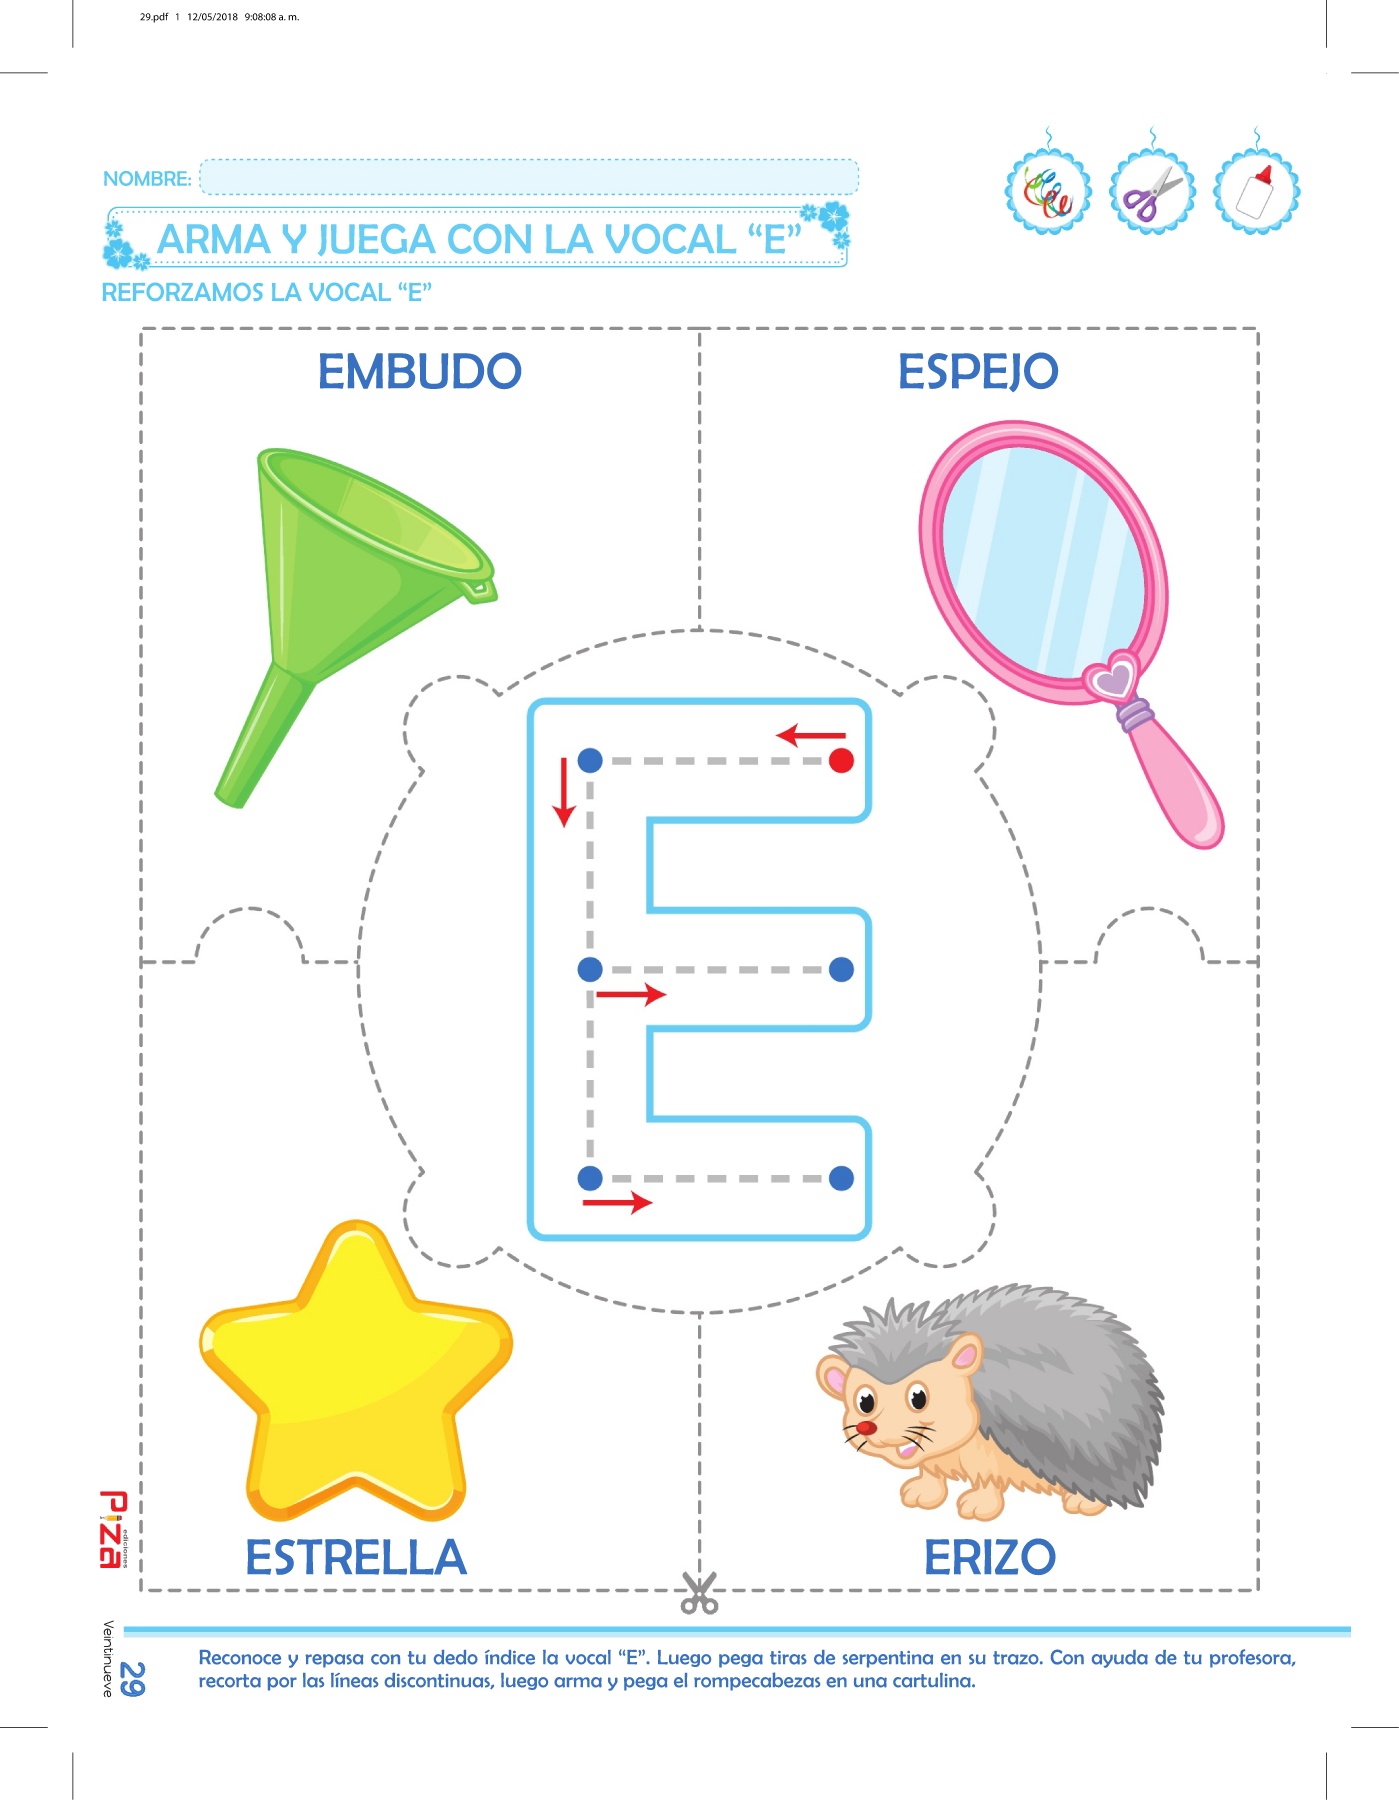 29.pdf 1 12/05/2018 9:08:08 a. m.
NOMBRE:
ARMA Y JUEGA CON LA VOCAL “E”
REFORZAMOS LA VOCAL “E”
EMBUDO
ESPEJO
E
ESTRELLA
ERIZO
Piza
ediciones
Veintinueve
29
Reconoce y repasa con tu dedo índice la vocal “E”. Luego pega tiras de serpentina en su trazo. Con ayuda de tu profesora,
recorta por las líneas discontinuas, luego arma y pega el rompecabezas en una cartulina.